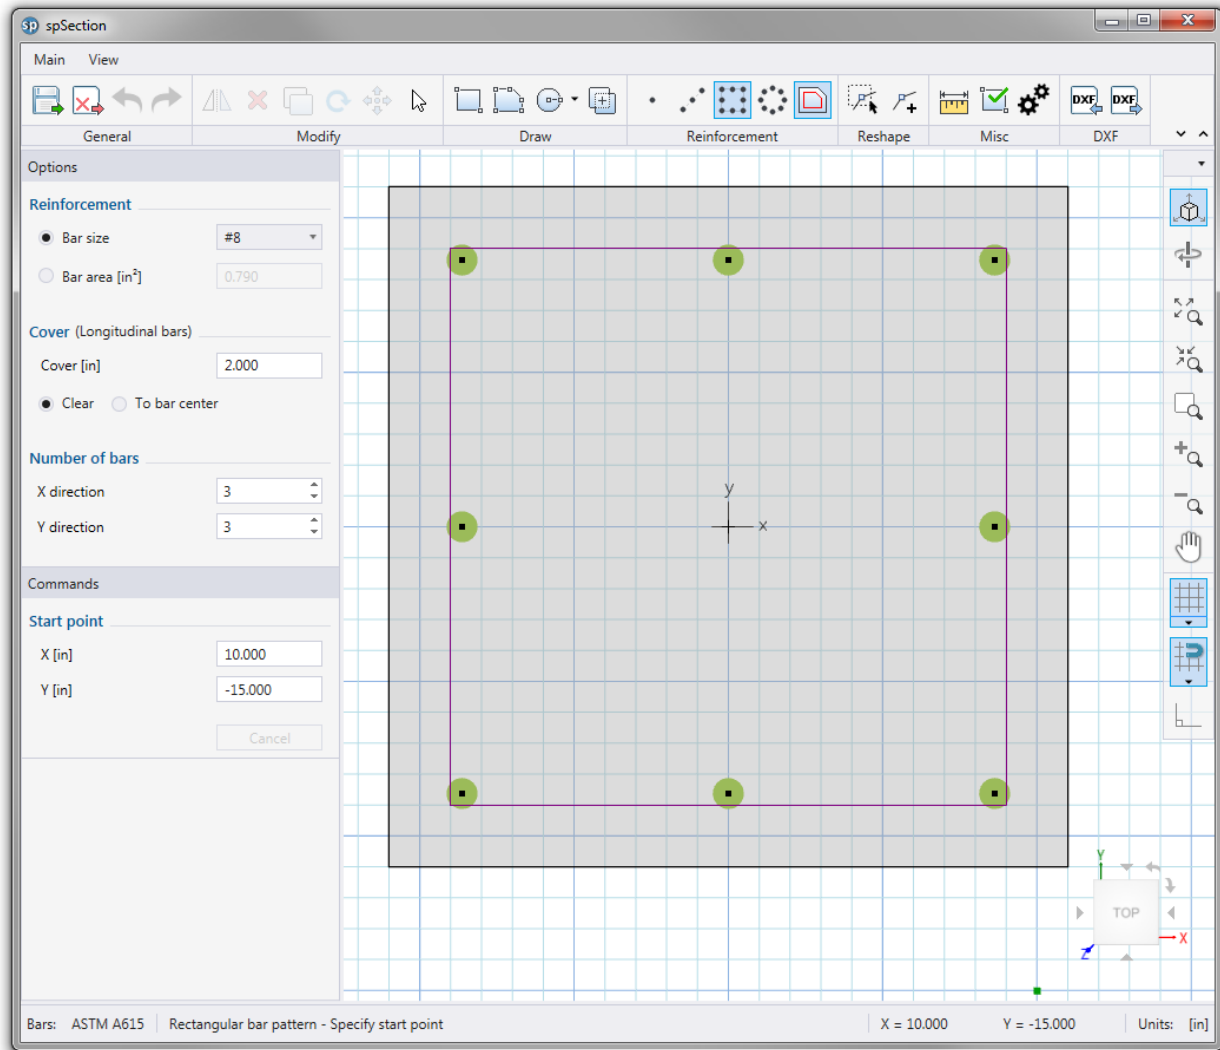 sp spSection
Main View
DXF DXF
General Modify Draw Reinforcement Reshape Misc DXF
Options
Reinforcement
Bar size #8
Bar area [in²] 0.790
Cover (Longitudinal bars)
Cover [in] 2.000
Clear To bar center
Number of bars
X direction 3
Y direction 3
Commands
Start point
X [in] 10.000
Y [in] -15.000
Cancel
y
x
Y
TOP
X
Z
Bars: ASTM A615 Rectangular bar pattern - Specify start point X = 10.000 Y = -15.000 Units: [in]